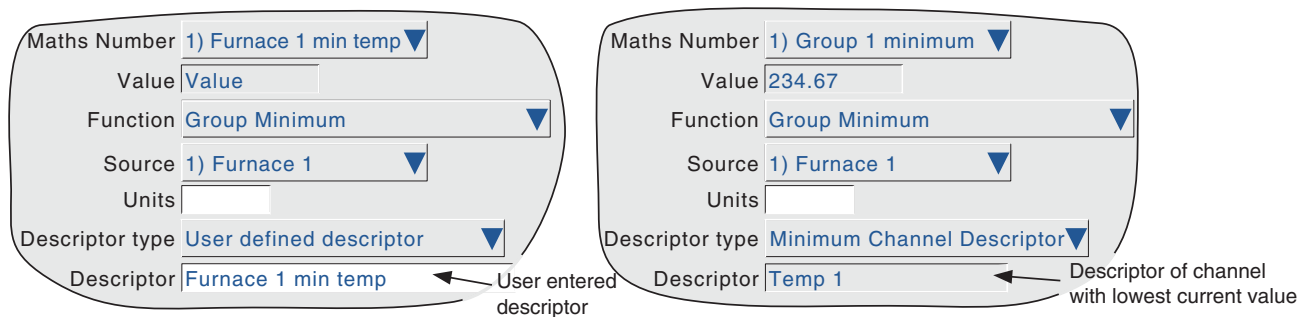 Maths Number 1) Furnace 1 min temp
Value Value
Function Group Minimum
Source 1) Furnace 1
Units
Descriptor type User defined descriptor
Descriptor Furnace 1 min temp
User entered
descriptor
Maths Number 1) Group 1 minimum
Value 234.67
Function Group Minimum
Source 1) Furnace 1
Units
Descriptor type Minimum Channel Descriptor
Descriptor Temp 1
Descriptor of channel
with lowest current value